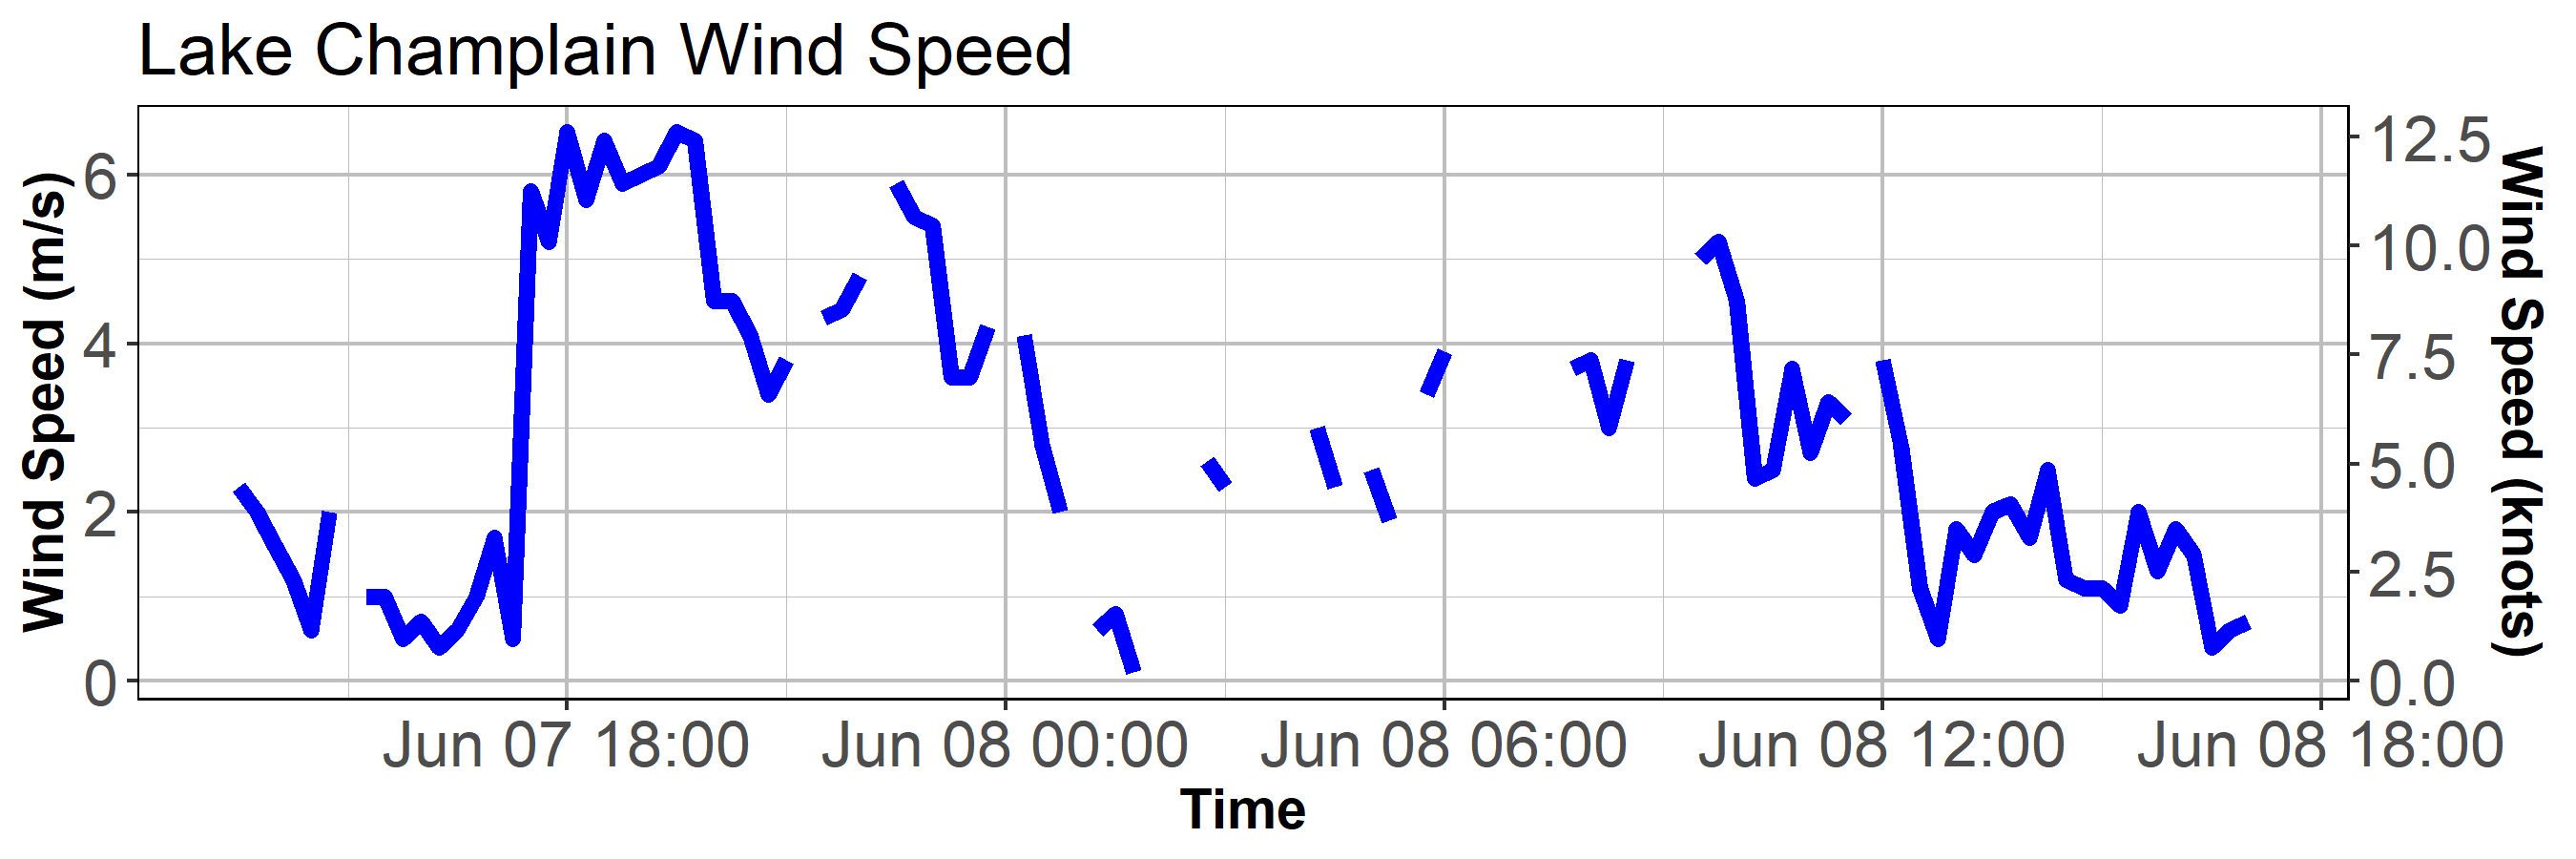 Lake Champlain Wind Speed
Wind Speed (m/s)
6
4
2
0
12.5
10.0
7.5
5.0
2.5
0.0
Wind Speed (knots)
Jun 07 18:00
Jun 08 00:00
Jun 08 06:00
Jun 08 12:00
Jun 08 18:00
Time